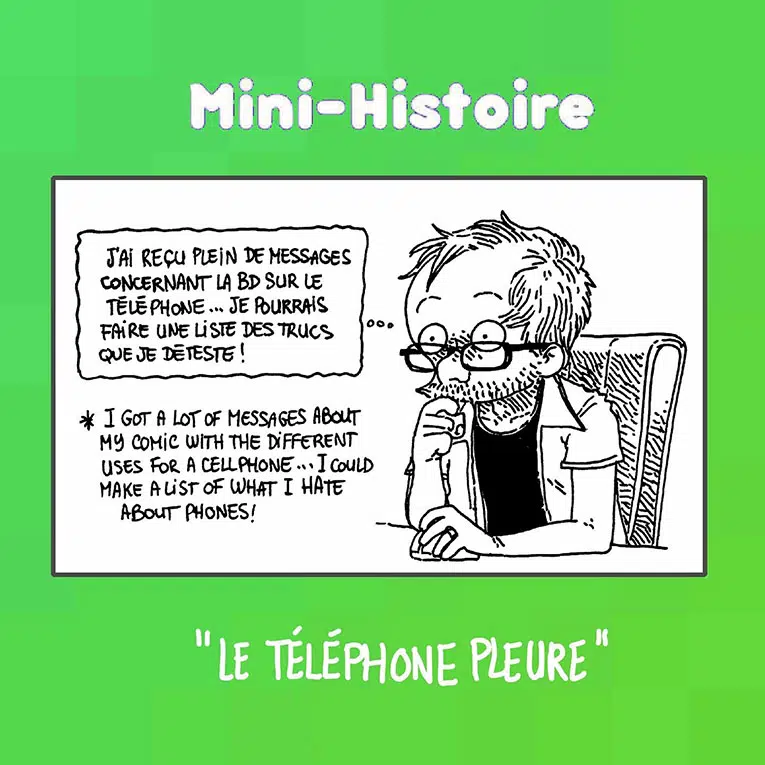 Mini-Histoire
J'AI REÇU PLEIN DE MESSAGES
CONCERNANT LA BD SUR LE
TÉLÉPHONE... JE POURRAIS
FAIRE UNE LISTE DES TRUCS
QUE JE DÉTESTE !
* I GOT A LOT OF MESSAGES ABOUT
MY COMIC WITH THE DIFFERENT
USES FOR A CELLPHONE... I COULD
MAKE A LIST OF WHAT I HATE
ABOUT PHONES!
"LE TÉLÉPHONE PLEURE"